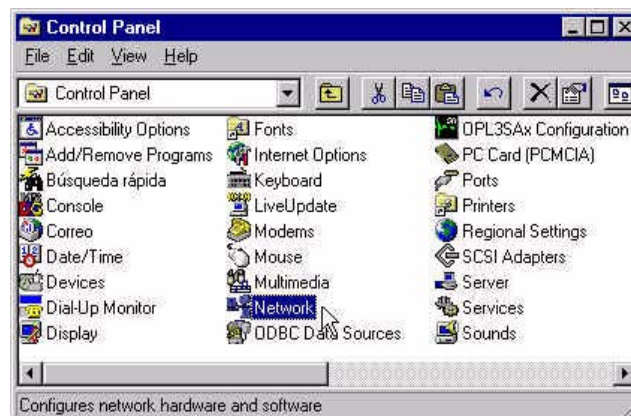 Control Panel
File Edit View Help
Control Panel
Accessibility Options
Add/Remove Programs
Búsqueda rápida
Console
Correo
Date/Time
Devices
Dial-Up Monitor
Display
Fonts
Internet Options
Keyboard
LiveUpdate
Modems
Mouse
Multimedia
Network
ODBC Data Sources
OPL3SAx Configuration
PC Card (PCMCIA)
Ports
Printers
Regional Settings
SCSI Adapters
Server
Services
Sounds
Configures network hardware and software